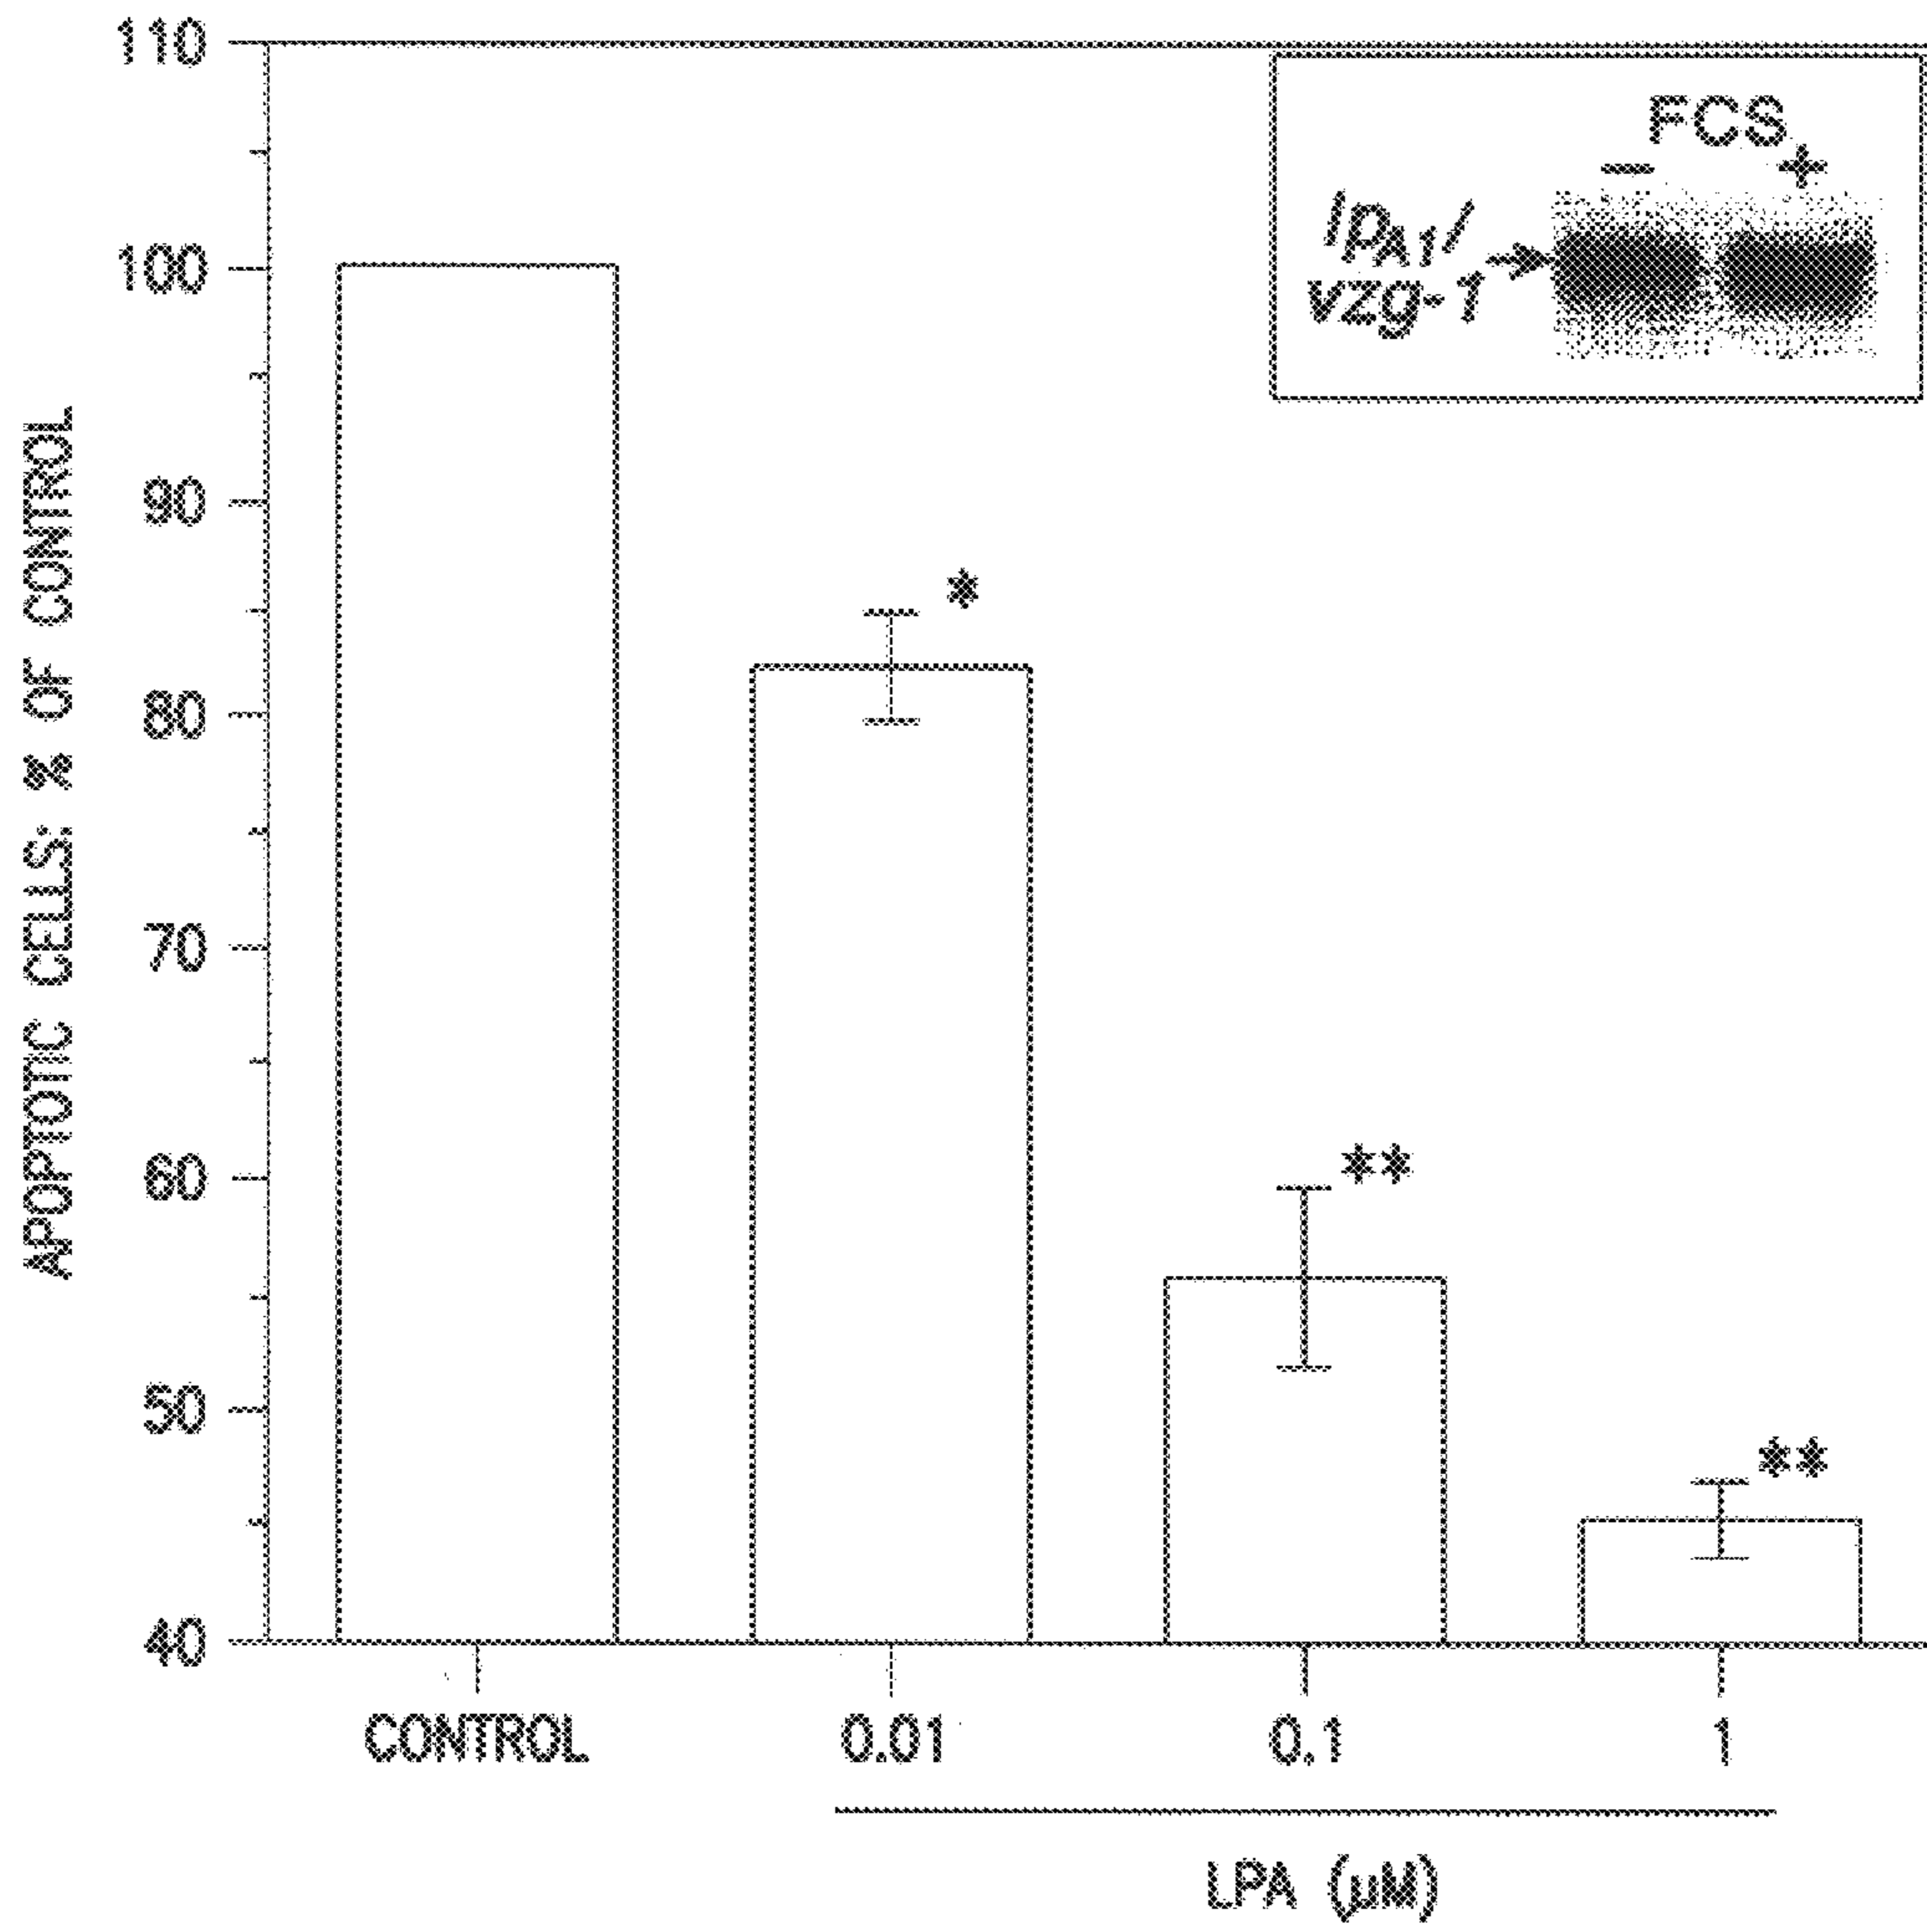 110
100
90
80
70
60
50
40
APOPTOTIC CELLS: % OF CONTROL
FCS
− +
lpA1/
vzg-1
*
**
**
CONTROL 0.01 0.1 1
LPA (µM)